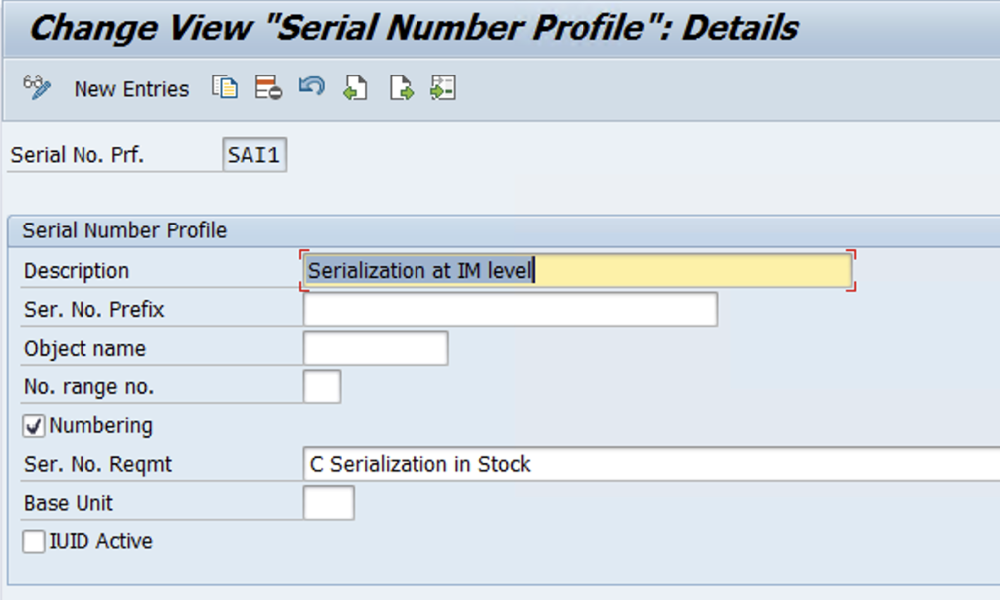 Change View "Serial Number Profile": Details
New Entries
Serial No. Prf. SAI1
Serial Number Profile
Description Serialization at IM level
Ser. No. Prefix
Object name
No. range no.
Numbering
Ser. No. Reqmt C Serialization in Stock
Base Unit
IUID Active